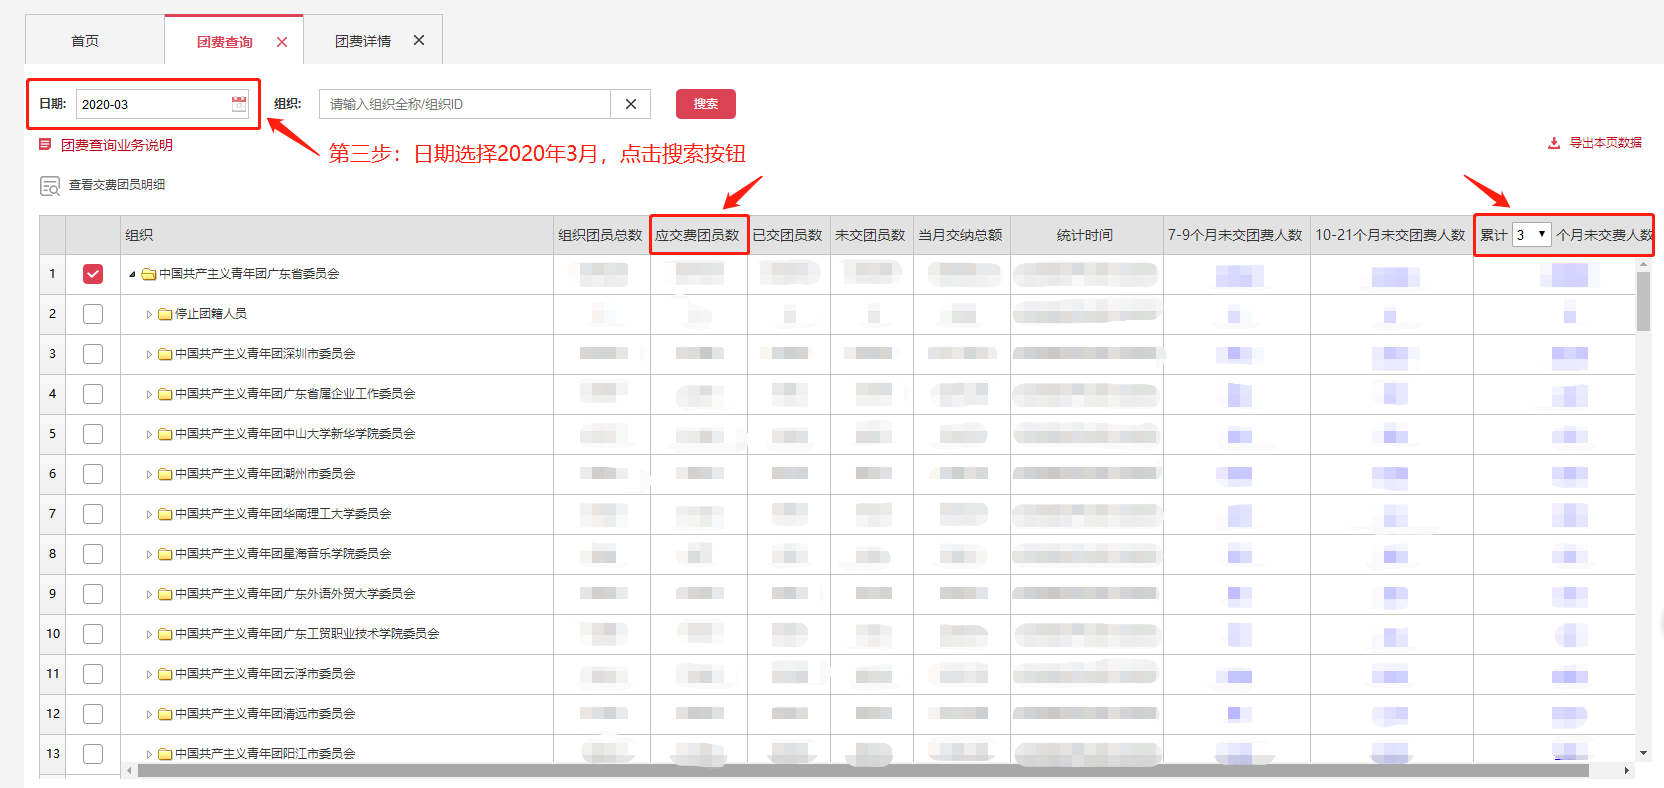 首页
团费查询
团费详情
日期: 2020-03 组织: 请输入组织全称/组织ID 搜索
团费查询业务说明
第三步：日期选择2020年3月，点击搜索按钮
导出本页数据
查看交费团员明细
组织 组织团员总数 应交费团员数 已交团员数 未交团员数 当月交纳总额 统计时间 7-9个月未交团费人数 10-21个月未交团费人数 累计 3 个月未交费人数
1 中国共产主义青年团广东省委员会
2 停止团籍人员
3 中国共产主义青年团深圳市委员会
4 中国共产主义青年团广东省属企业工作委员会
5 中国共产主义青年团中山大学新华学院委员会
6 中国共产主义青年团潮州市委员会
7 中国共产主义青年团华南理工大学委员会
8 中国共产主义青年团星海音乐学院委员会
9 中国共产主义青年团广东外语外贸大学委员会
10 中国共产主义青年团广东工贸职业技术学院委员会
11 中国共产主义青年团云浮市委员会
12 中国共产主义青年团清远市委员会
13 中国共产主义青年团阳江市委员会